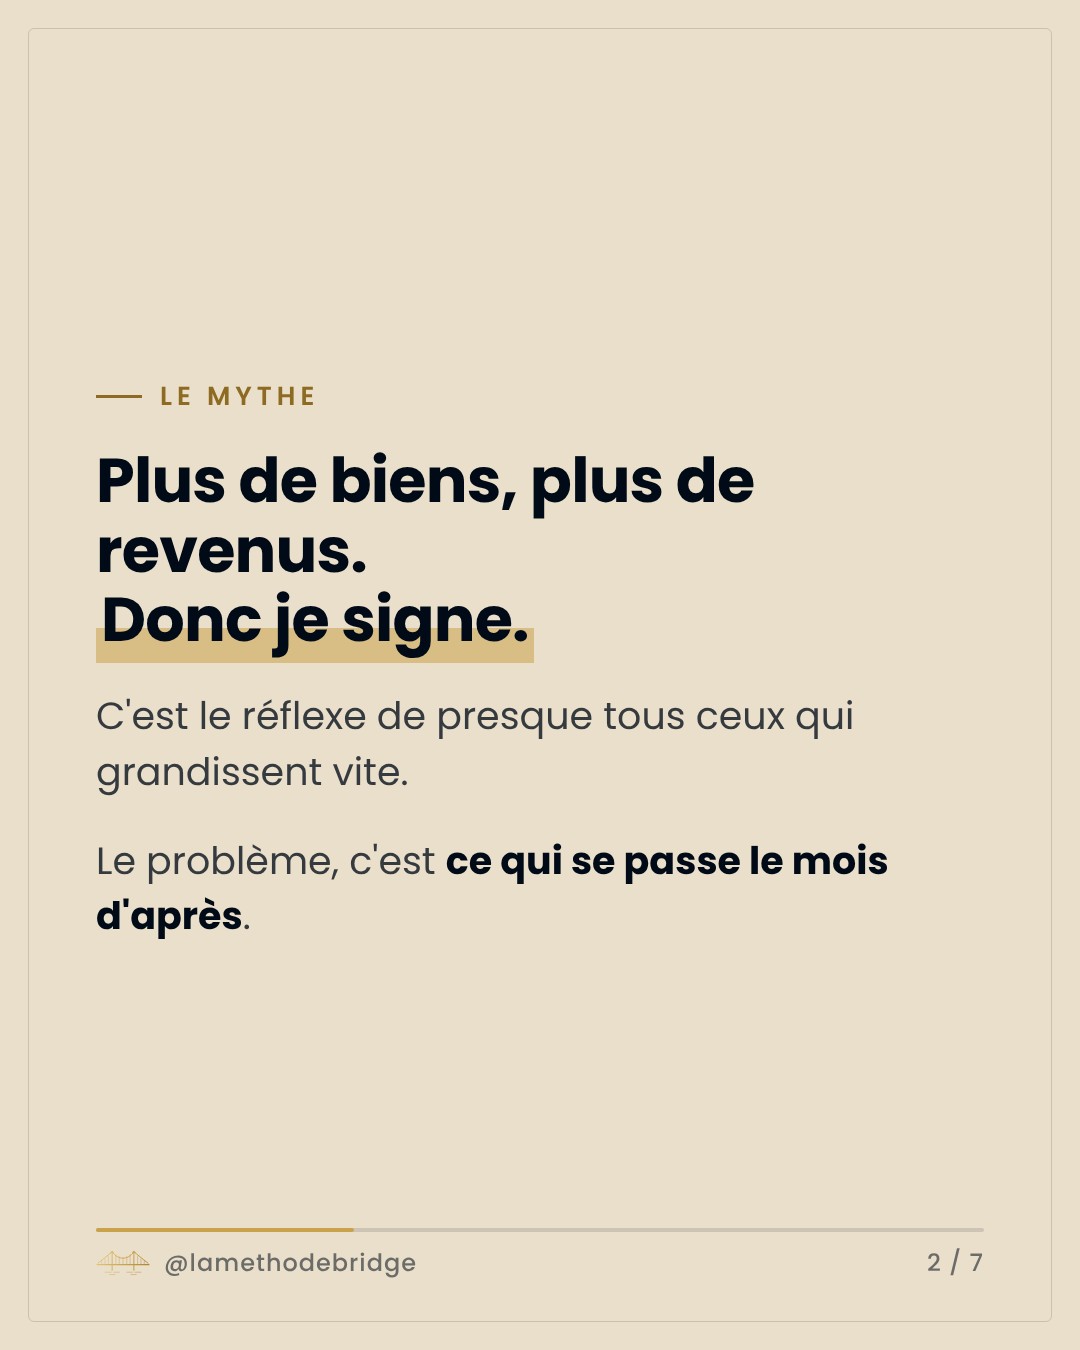 LE MYTHE
Plus de biens, plus de
revenus.
Donc je signe.
C'est le réflexe de presque tous ceux qui
grandissent vite.
Le problème, c'est ce qui se passe le mois
d'après.
@lamethodebridge
2 / 7